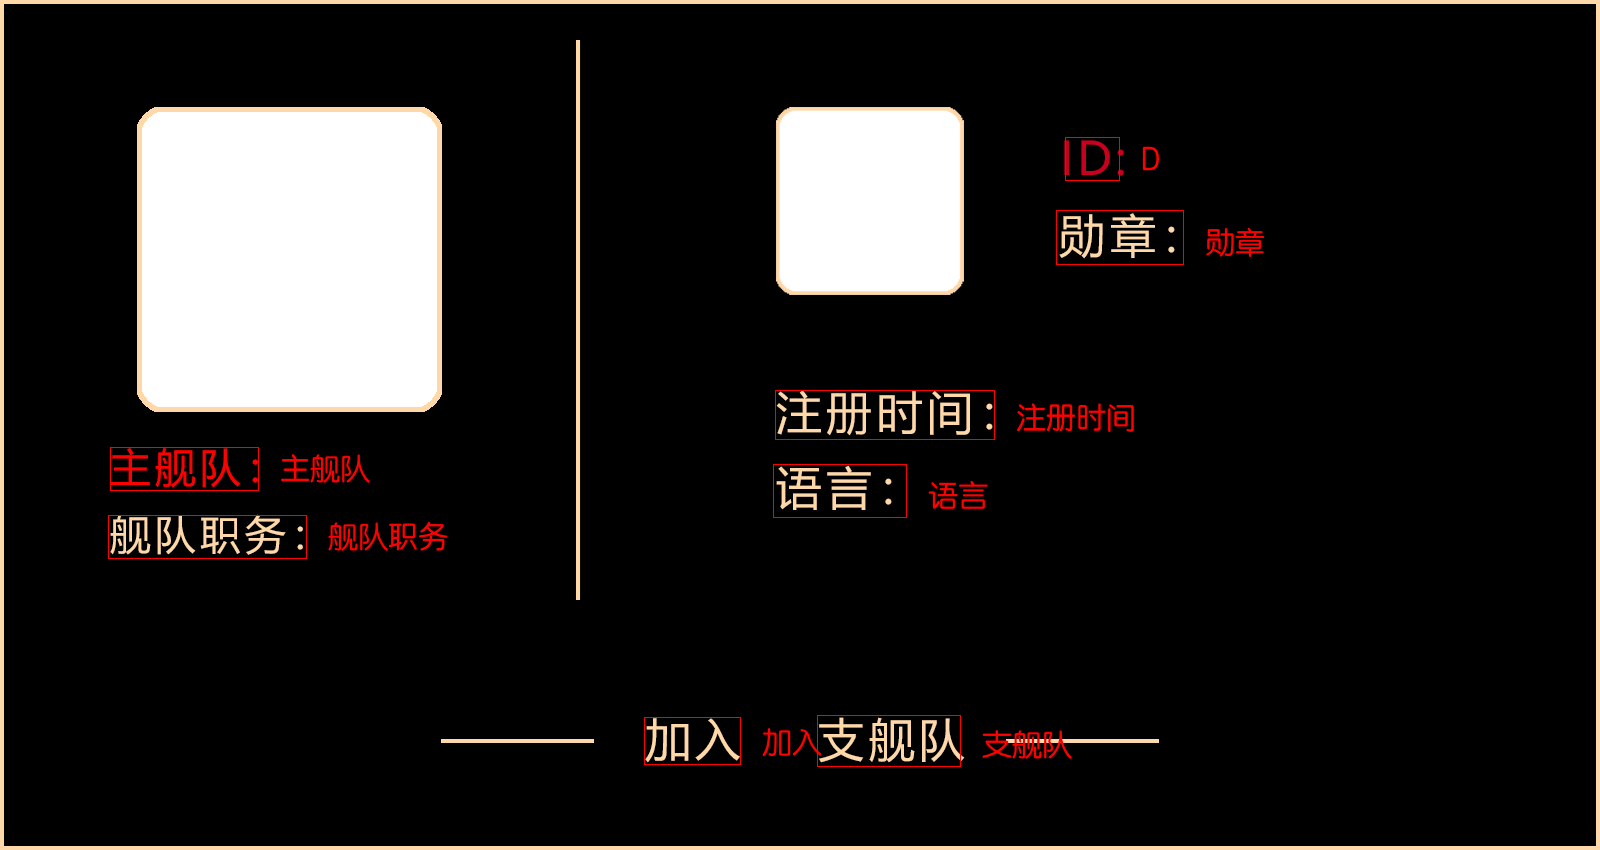 主舰队： 主舰队
舰队职务： 舰队职务
ID： D
勋章： 勋章
注册时间： 注册时间
语言： 语言
加入 加入 支舰队 支舰队